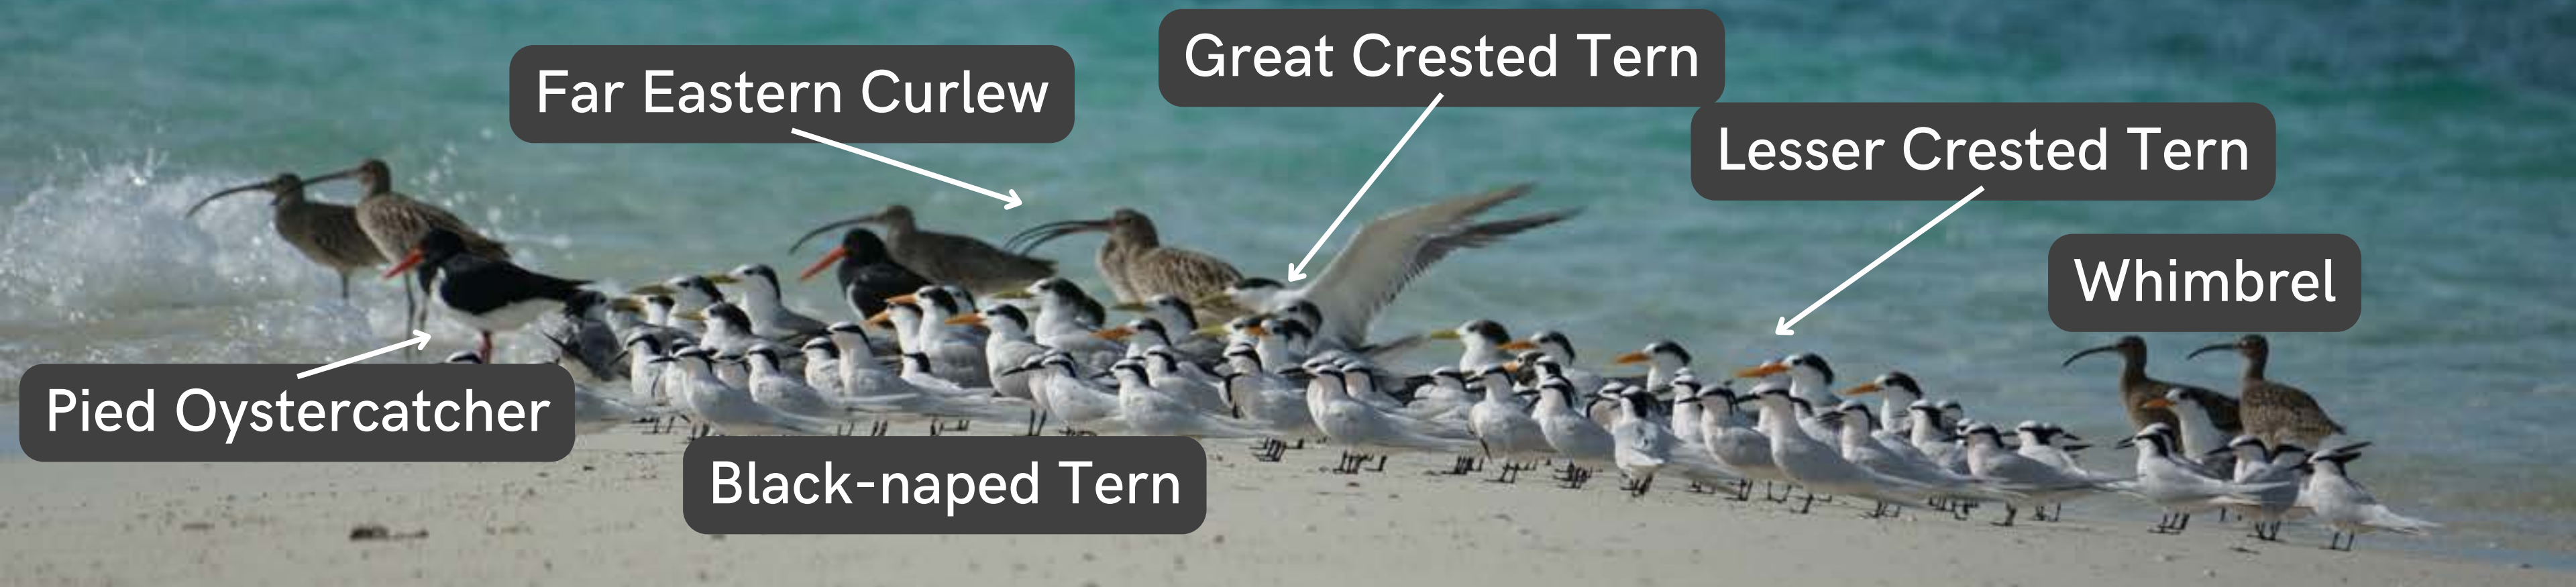 Great Crested Tern
Far Eastern Curlew
Lesser Crested Tern
Whimbrel
Pied Oystercatcher
Black-naped Tern